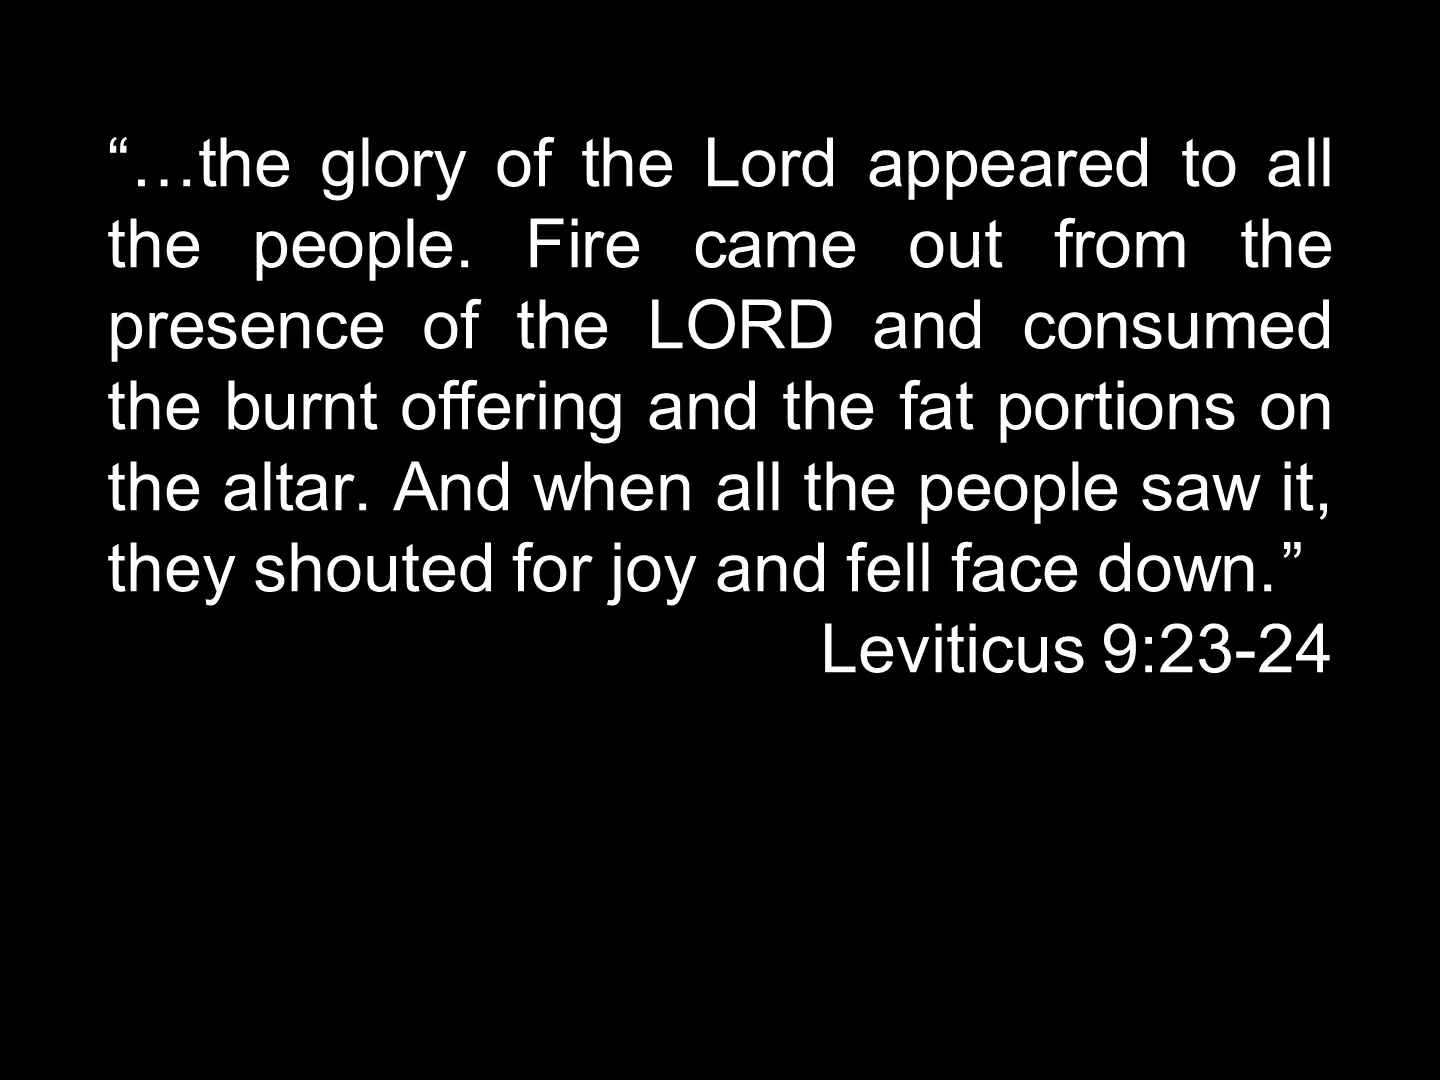 “…the glory of the Lord appeared to all
the people. Fire came out from the
presence of the LORD and consumed
the burnt offering and the fat portions on
the altar. And when all the people saw it,
they shouted for joy and fell face down.”
Leviticus 9:23-24